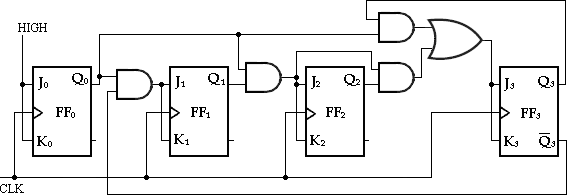 HIGH
J₀ Q₀ J₁ Q₁ J₂ Q₂ J₃ Q₃
FF₀ FF₁ FF₂ FF₃
K₀ K₁ K₂ K₃ Q̅₃
CLK